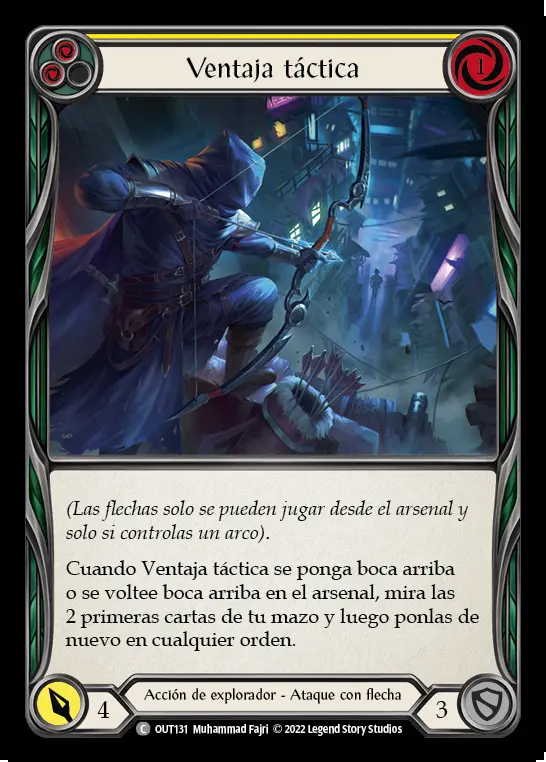 Ventaja táctica
1
(Las flechas solo se pueden jugar desde el arsenal y
solo si controlas un arco).
Cuando Ventaja táctica se ponga boca arriba
o se voltee boca arriba en el arsenal, mira las
2 primeras cartas de tu mazo y luego ponlas de
nuevo en cualquier orden.
4
Acción de explorador - Ataque con flecha
3
C OUT131 Muhammad Fajri © 2022 Legend Story Studios